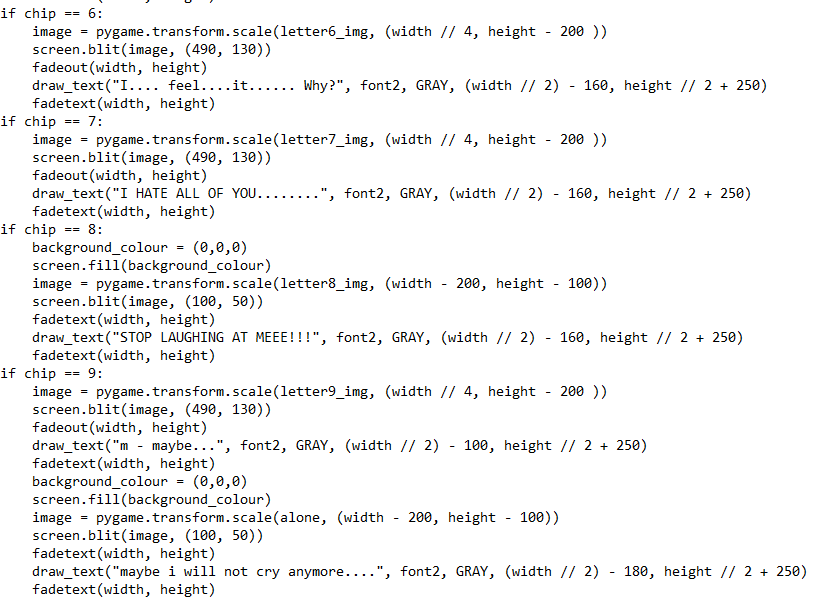 if chip == 6:
    image = pygame.transform.scale(letter6_img, (width // 4, height - 200 ))
    screen.blit(image, (490, 130))
    fadeout(width, height)
    draw_text("I.... feel....it...... Why?", font2, GRAY, (width // 2) - 160, height // 2 + 250)
    fadetext(width, height)
if chip == 7:
    image = pygame.transform.scale(letter7_img, (width // 4, height - 200 ))
    screen.blit(image, (490, 130))
    fadeout(width, height)
    draw_text("I HATE ALL OF YOU........", font2, GRAY, (width // 2) - 160, height // 2 + 250)
    fadetext(width, height)
if chip == 8:
    background_colour = (0,0,0)
    screen.fill(background_colour)
    image = pygame.transform.scale(letter8_img, (width - 200, height - 100))
    screen.blit(image, (100, 50))
    fadetext(width, height)
    draw_text("STOP LAUGHING AT MEEE!!!", font2, GRAY, (width // 2) - 160, height // 2 + 250)
    fadetext(width, height)
if chip == 9:
    image = pygame.transform.scale(letter9_img, (width // 4, height - 200 ))
    screen.blit(image, (490, 130))
    fadeout(width, height)
    draw_text("m - maybe...", font2, GRAY, (width // 2) - 100, height // 2 + 250)
    fadetext(width, height)
    background_colour = (0,0,0)
    screen.fill(background_colour)
    image = pygame.transform.scale(alone, (width - 200, height - 100))
    screen.blit(image, (100, 50))
    fadetext(width, height)
    draw_text("maybe i will not cry anymore....", font2, GRAY, (width // 2) - 180, height // 2 + 250)
    fadetext(width, height)